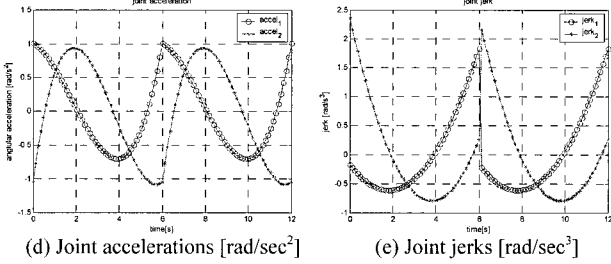 joint acceleration
accel1
accel2
angular acceleration [rad/s²]
1.5
1
0.5
0
-0.5
-1
-1.5
0 2 4 6 8 10 12
time[s]
(d) Joint accelerations [rad/sec²]
joint jerk
jerk1
jerk2
jerk [rad/s³]
2.5
2
1.5
1
0.5
0
-0.5
-1
0 2 4 6 8 10 12
time[s]
(e) Joint jerks [rad/sec³]